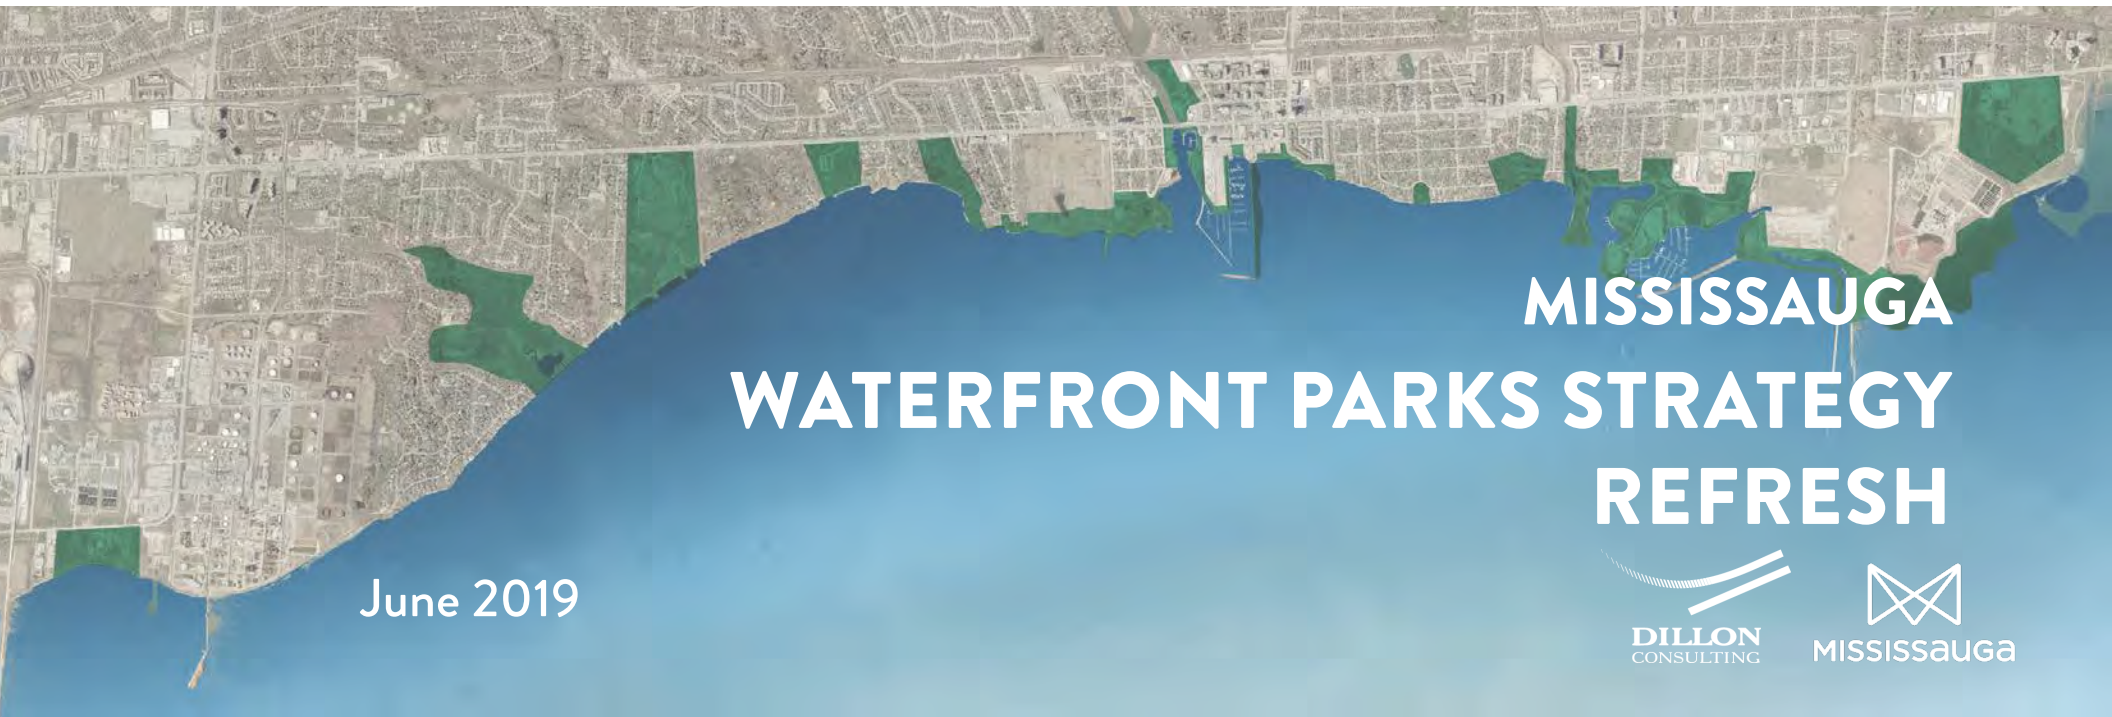 MISSISSAUGA
WATERFRONT PARKS STRATEGY
REFRESH
June 2019
DILLON
CONSULTING
MISSISSauGa